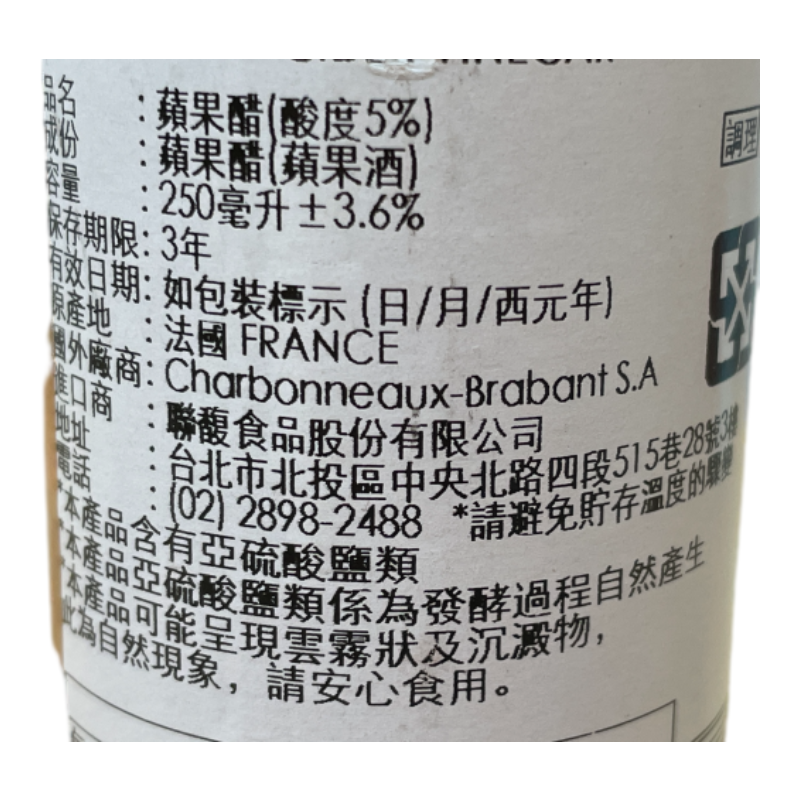 品名 : 蘋果醋(酸度5%)
成份 : 蘋果醋(蘋果酒)
容量 : 250毫升±3.6%
保存期限: 3年
有效日期: 如包裝標示 (日/月/西元年)
原產地 : 法國 FRANCE
國外廠商: Charbonneaux-Brabant S.A
進口商 : 聯馥食品股份有限公司
地址 : 台北市北投區中央北路四段515巷28號3樓
電話 : (02) 2898-2488 *請避免貯存溫度的驟變
*本產品含有亞硫酸鹽類
*本產品亞硫酸鹽類係為發酵過程自然產生
*本產品可能呈現雲霧狀及沉澱物,
此為自然現象，請安心食用。
調理